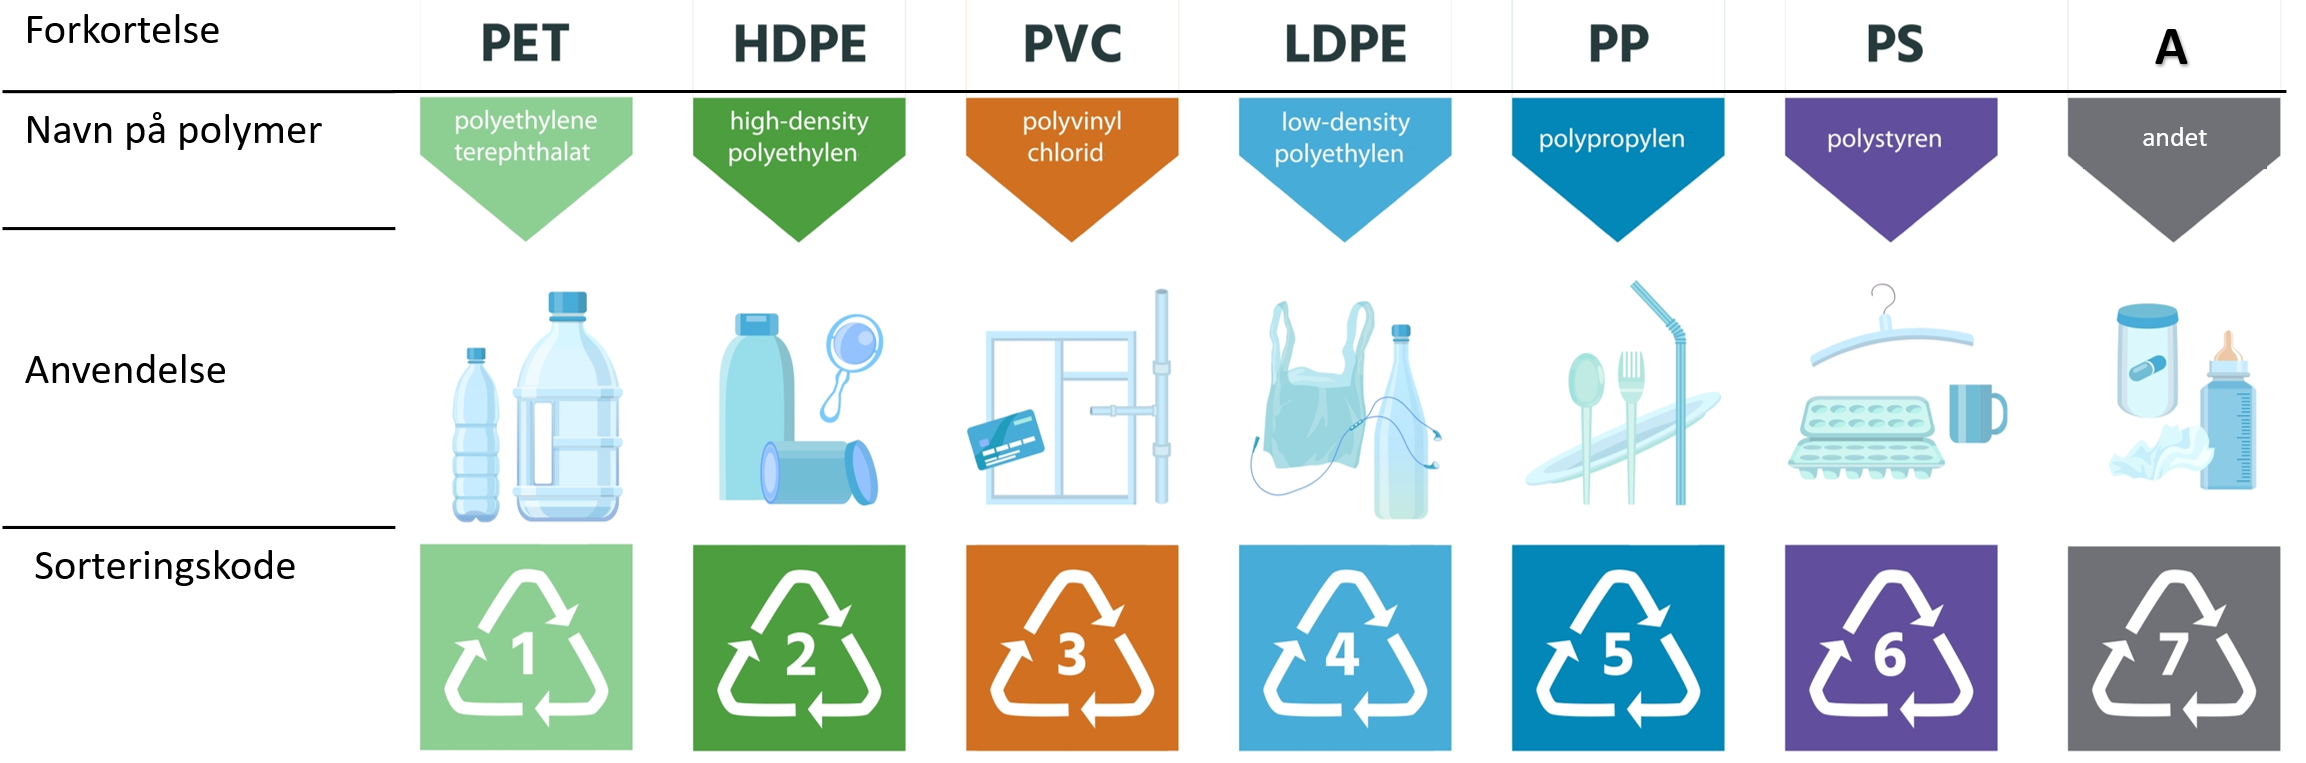 Forkortelse
PET
HDPE
PVC
LDPE
PP
PS
A
Navn på polymer
polyethylene
terephthalat
high-density
polyethylen
polyvinyl
chlorid
low-density
polyethylen
polypropylen
polystyren
andet
Anvendelse
Sorteringskode
1
2
3
4
5
6
7